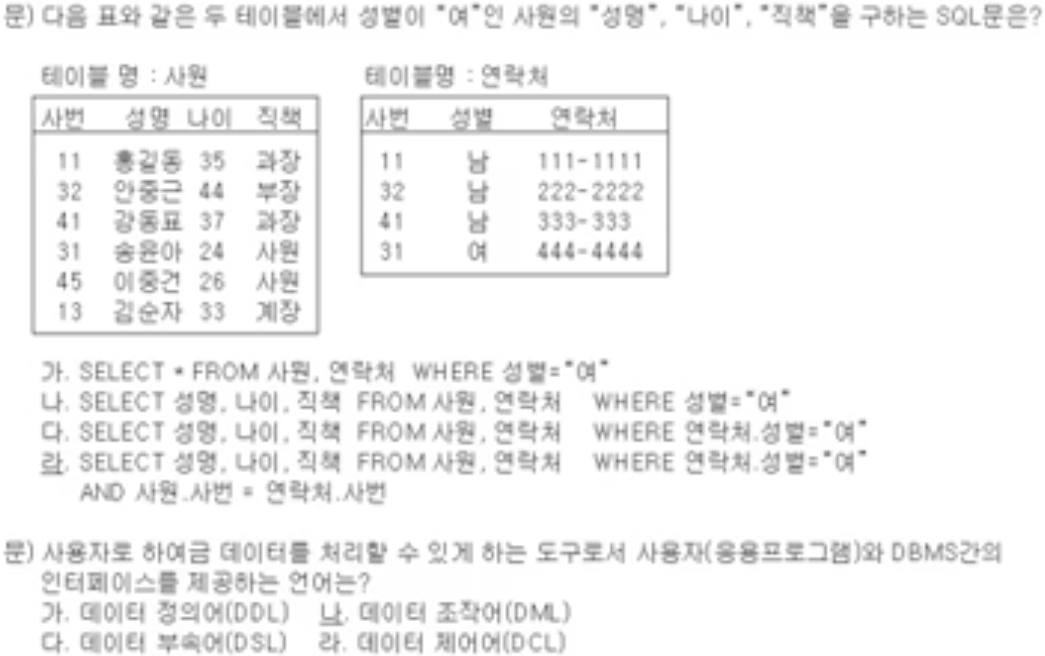 문) 다음 표와 같은 두 테이블에서 성별이 "여"인 사원의 "성명", "나이", "직책"을 구하는 SQL문은?
테이블 명 : 사원
사번 성명 나이 직책
11 홍길동 35 과장
32 안중근 44 부장
41 강동표 37 과장
31 송윤아 24 사원
45 이중건 26 사원
13 김순자 33 계장
테이블명 : 연락처
사번 성별 연락처
11 남 111-1111
32 남 222-2222
41 남 333-333
31 여 444-4444
가. SELECT * FROM 사원, 연락처 WHERE 성별="여"
나. SELECT 성명, 나이, 직책 FROM 사원, 연락처 WHERE 성별="여"
다. SELECT 성명, 나이, 직책 FROM 사원, 연락처 WHERE 연락처.성별="여"
라. SELECT 성명, 나이, 직책 FROM 사원, 연락처 WHERE 연락처.성별="여"
AND 사원.사번 = 연락처.사번
문) 사용자로 하여금 데이터를 처리할 수 있게 하는 도구로서 사용자(응용프로그램)와 DBMS간의
인터페이스를 제공하는 언어는?
가. 데이터 정의어(DDL) 나. 데이터 조작어(DML)
다. 데이터 부속어(DSL) 라. 데이터 제어어(DCL)